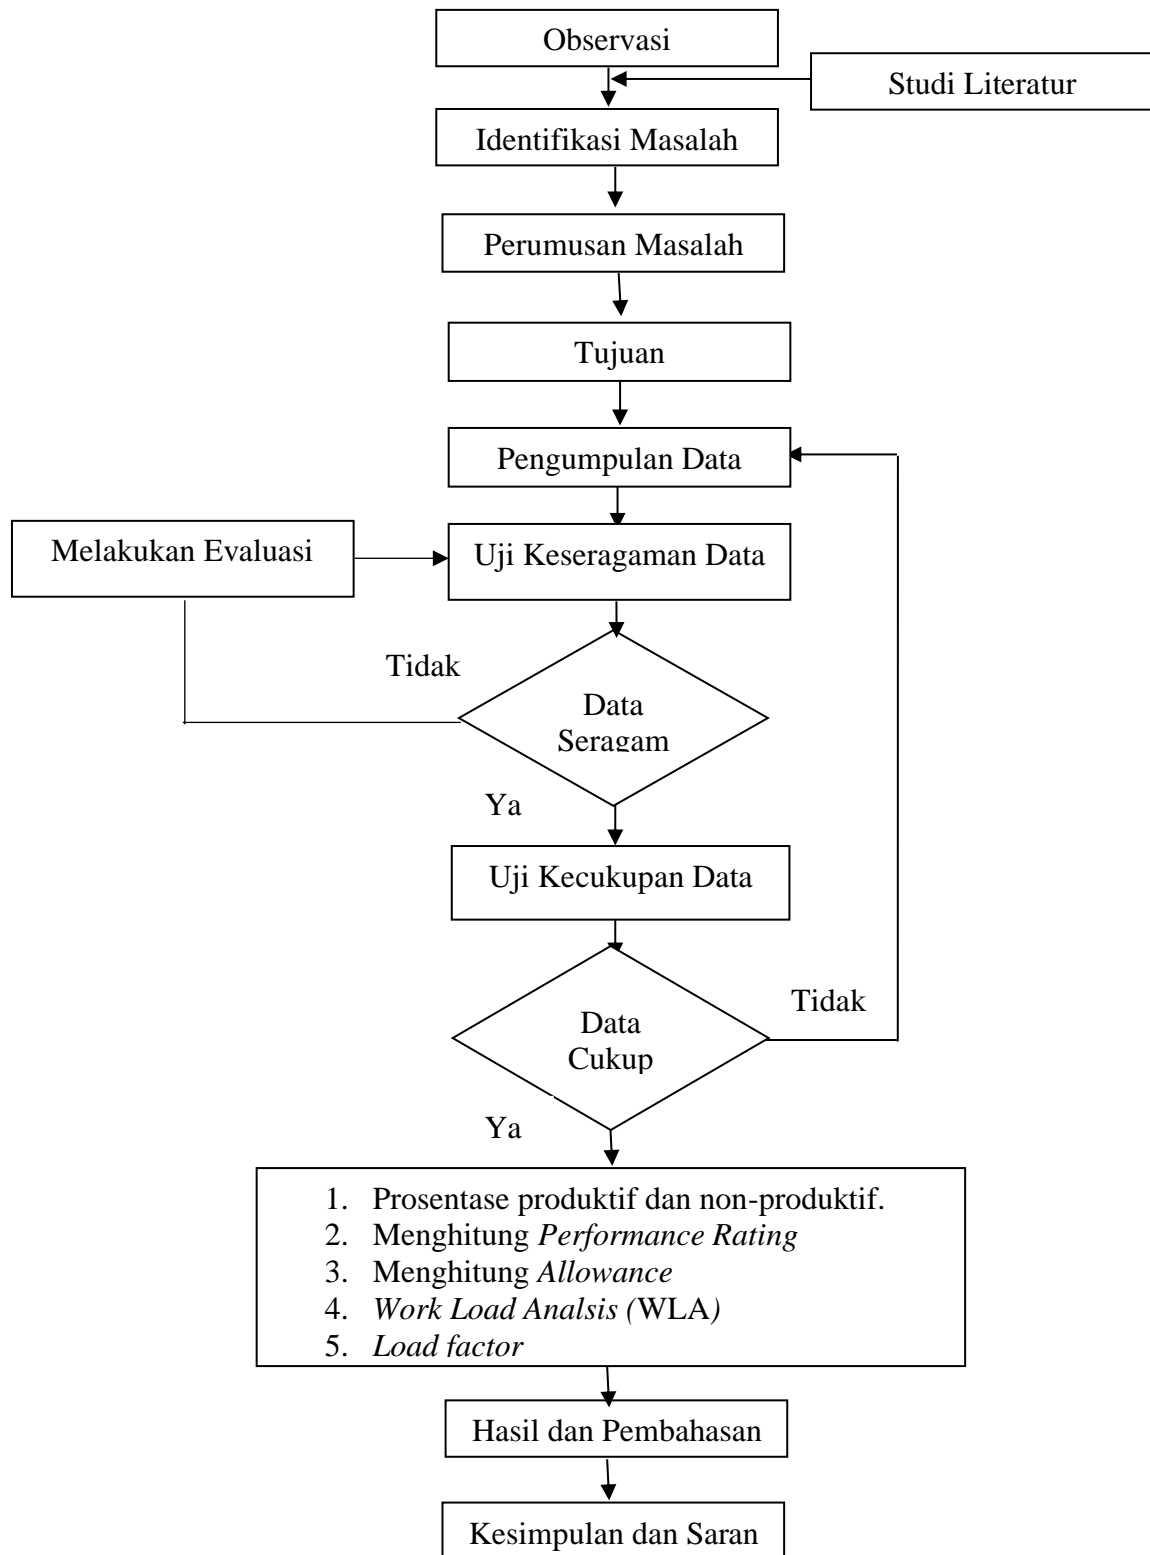 Observasi
Studi Literatur
Identifikasi Masalah
Perumusan Masalah
Tujuan
Pengumpulan Data
Melakukan Evaluasi
Uji Keseragaman Data
Tidak
Data
Seragam
Ya
Uji Kecukupan Data
Tidak
Data
Cukup
Ya
1. Prosentase produktif dan non-produktif.
2. Menghitung Performance Rating
3. Menghitung Allowance
4. Work Load Analsis (WLA)
5. Load factor
Hasil dan Pembahasan
Kesimpulan dan Saran